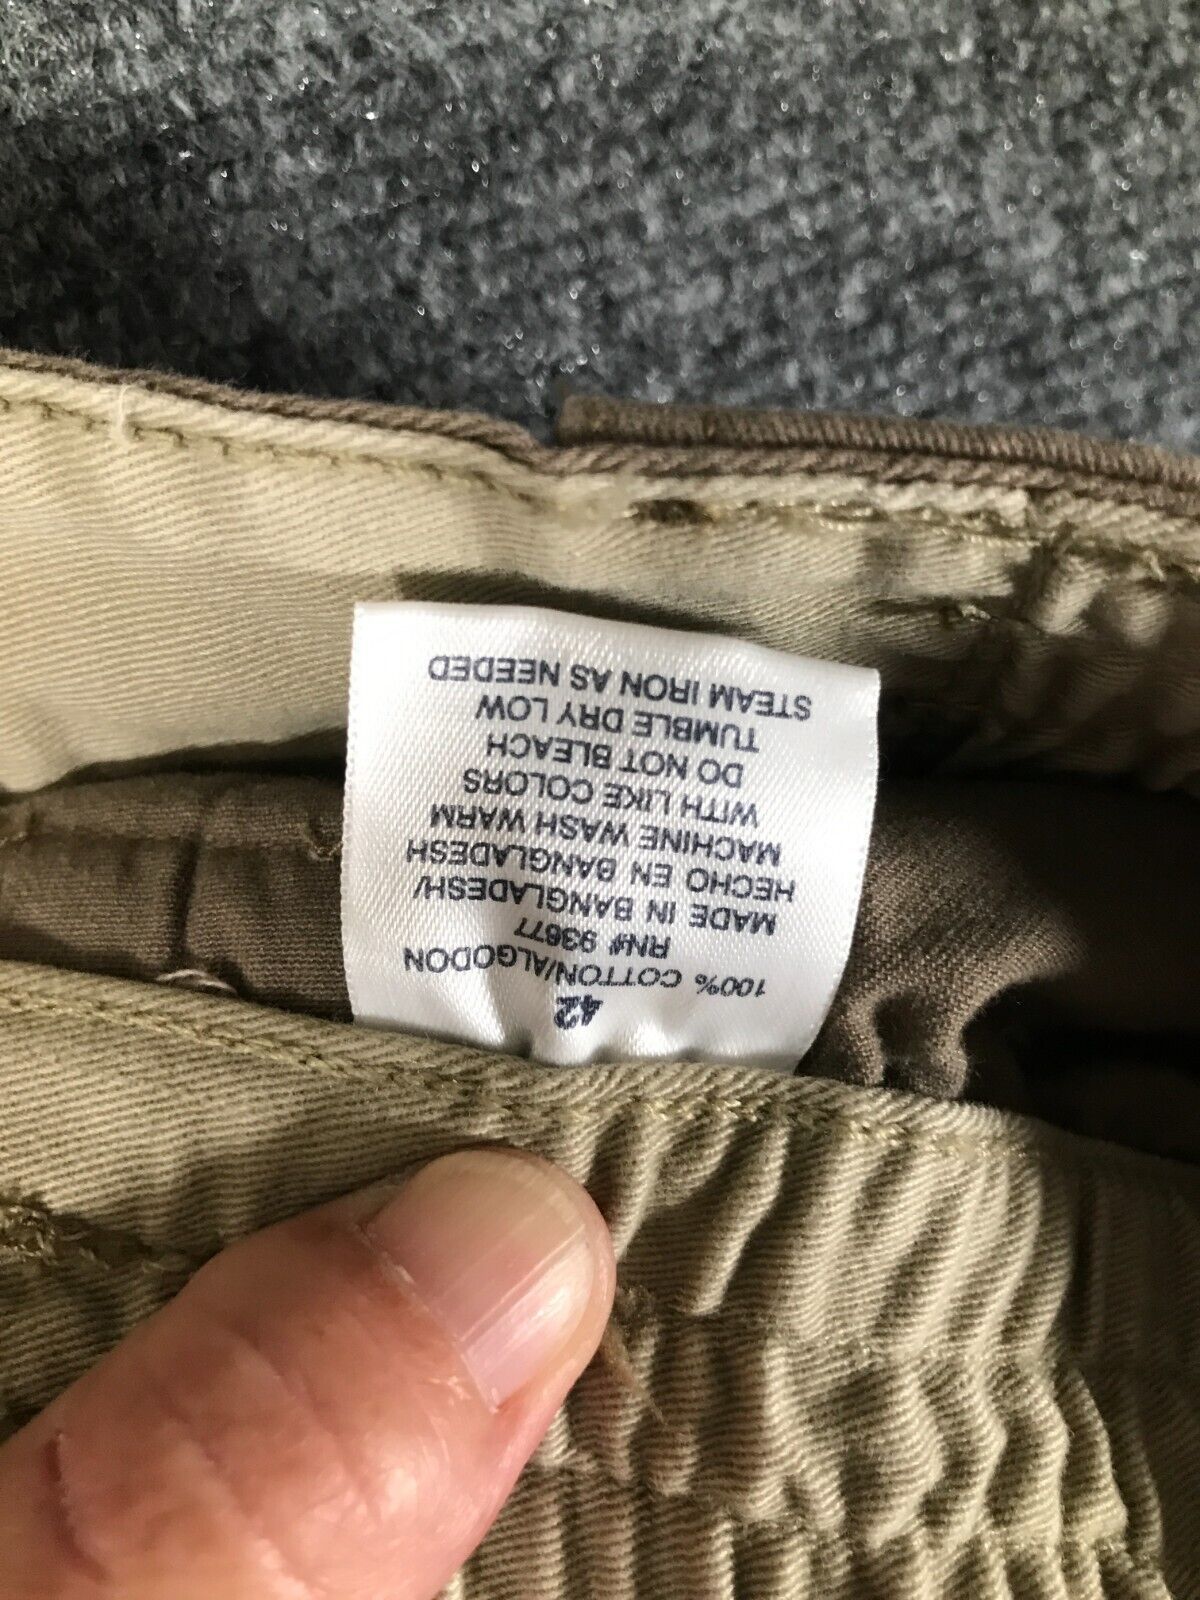 42
100% COTTON/ALGODON
RN# 93677
MADE IN BANGLADESH/
HECHO EN BANGLADESH
MACHINE WASH WARM
WITH LIKE COLORS
DO NOT BLEACH
TUMBLE DRY LOW
STEAM IRON AS NEEDED